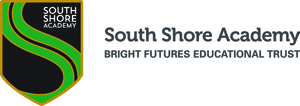 SOUTH
SHORE
ACADEMY
South Shore Academy
BRIGHT FUTURES EDUCATIONAL TRUST